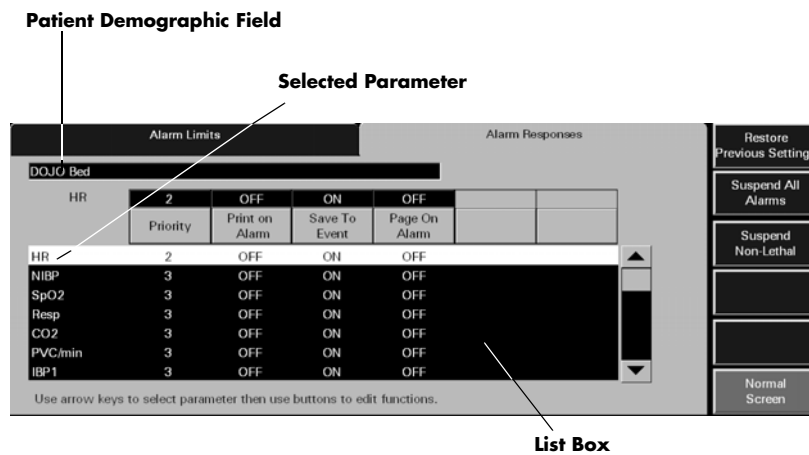 Patient Demographic Field
Selected Parameter
Alarm Limits
Alarm Responses
Restore
Previous Setting
DOJO Bed
Suspend All
Alarms
HR 2 OFF ON OFF
Priority Print on Alarm Save To Event Page On Alarm
Suspend
Non-Lethal
HR 2 OFF ON OFF
NIBP 3 OFF ON OFF
SpO2 3 OFF ON OFF
Resp 3 OFF ON OFF
CO2 3 OFF ON OFF
PVC/min 3 OFF ON OFF
IBP1 3 OFF ON OFF
Use arrow keys to select parameter then use buttons to edit functions.
Normal
Screen
List Box